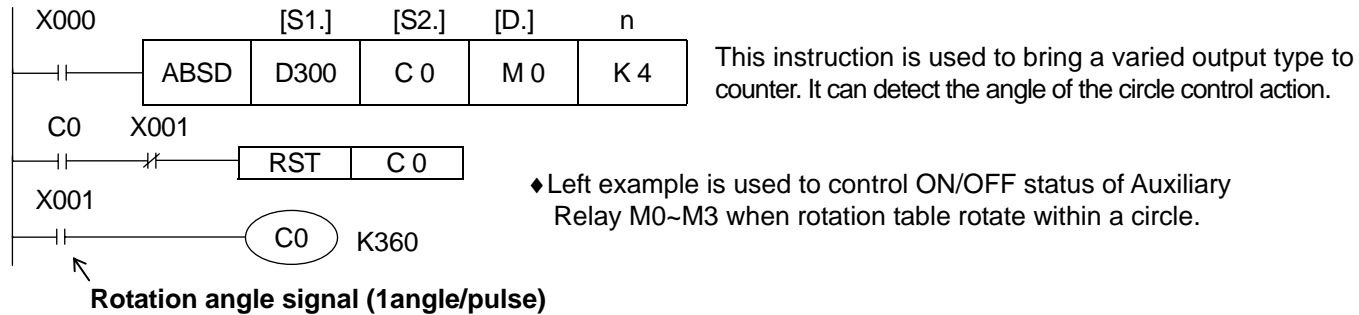 X000 [S1.] [S2.] [D.] n
ABSD D300 C 0 M 0 K 4
This instruction is used to bring a varied output type to
counter. It can detect the angle of the circle control action.
C0 X001
RST C 0
♦Left example is used to control ON/OFF status of Auxiliary
Relay M0~M3 when rotation table rotate within a circle.
X001
C0 K360
Rotation angle signal (1angle/pulse)